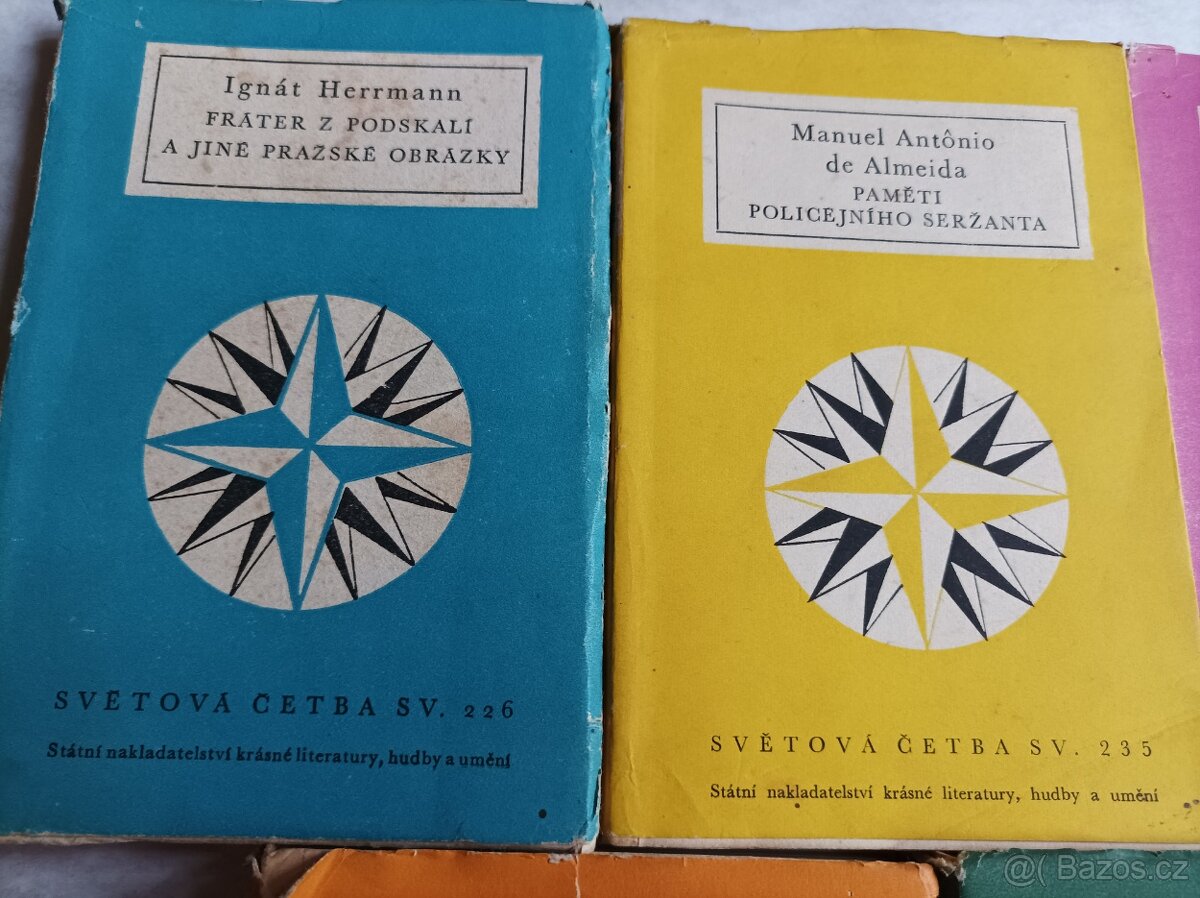 Ignát Herrmann
FRÁTER Z PODSKALÍ
A JINÉ PRAŽSKÉ OBRÁZKY
SVĚTOVÁ ČETBA SV. 226
Státní nakladatelství krásné literatury, hudby a umění
Manuel Antônio
de Almeida
PAMĚTI
POLICEJNÍHO SERŽANTA
SVĚTOVÁ ČETBA SV. 235
Státní nakladatelství krásné literatury, hudby a umění
Bazos.cz